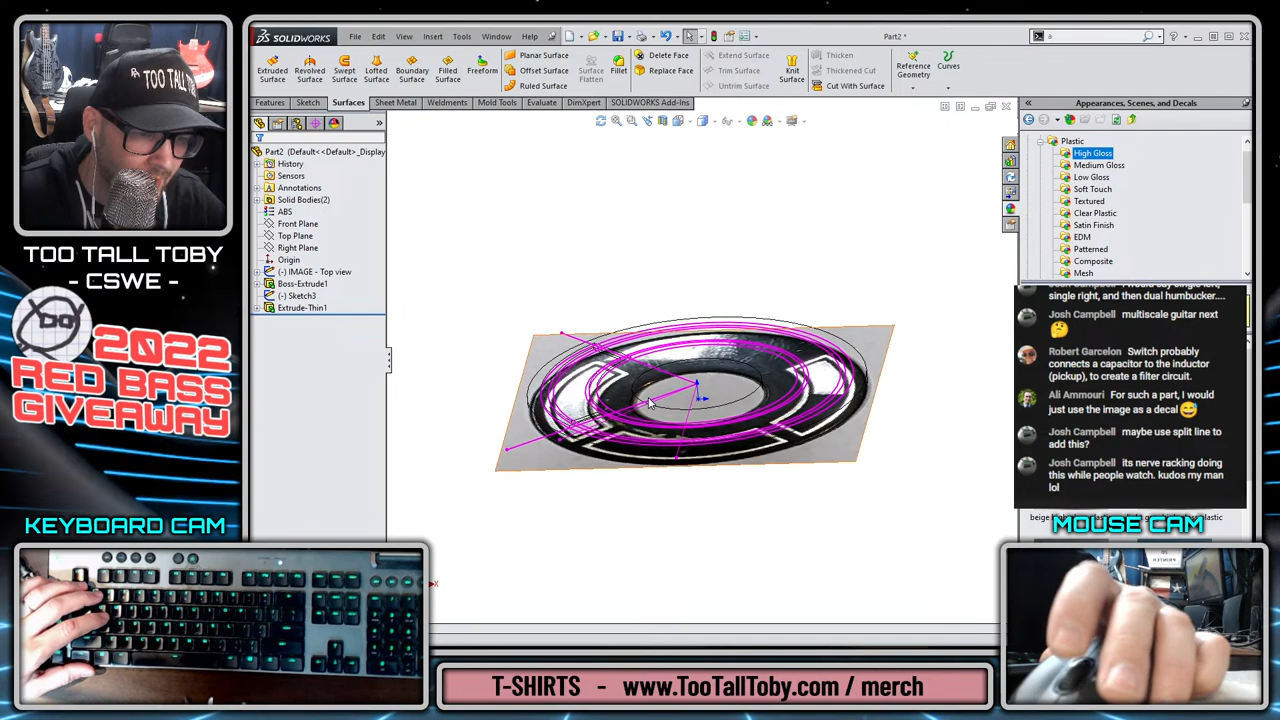 SOLIDWORKS
File Edit View Insert Tools Window Help
Part2 *
a
Extruded Surface
Revolved Surface
Swept Surface
Lofted Surface
Boundary Surface
Filled Surface
Freeform
Planar Surface
Offset Surface
Ruled Surface
Surface Flatten
Fillet
Delete Face
Replace Face
Extend Surface
Trim Surface
Untrim Surface
Knit Surface
Thicken
Thickened Cut
Cut With Surface
Reference Geometry
Curves
Features Sketch Surfaces Sheet Metal Weldments Mold Tools Evaluate DimXpert SOLIDWORKS Add-Ins
Part2 (Default<<Default>_Display
History
Sensors
Annotations
Solid Bodies(2)
ABS
Front Plane
Top Plane
Right Plane
Origin
(-) IMAGE - Top view
Boss-Extrude1
(-) Sketch3
Extrude-Thin1
X
Appearances, Scenes, and Decals
Plastic
High Gloss
Medium Gloss
Low Gloss
Soft Touch
Textured
Clear Plastic
Satin Finish
EDM
Patterned
Composite
Mesh
single right, and then dual humbucker....
Josh Campbell multiscale guitar next
Robert Garcelon Switch probably
connects a capacitor to the inductor
(pickup), to create a filter circuit.
Ali Ammouri For such a part, I would
just use the image as a decal
Josh Campbell maybe use split line to
add this?
Josh Campbell its nerve racking doing
this while people watch. kudos my man
lol
TOO TALL TOBY
TOO TALL TOBY
- CSWE -
2022
RED BASS
GIVEAWAY
KEYBOARD CAM
MOUSE CAM
T-SHIRTS - www.TooTallToby.com / merch